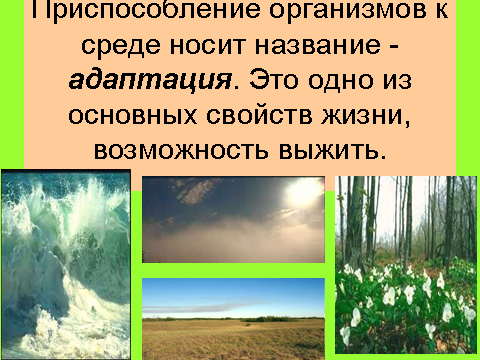 Приспособление организмов к
среде носит название -
адаптация. Это одно из
основных свойств жизни,
возможность выжить.